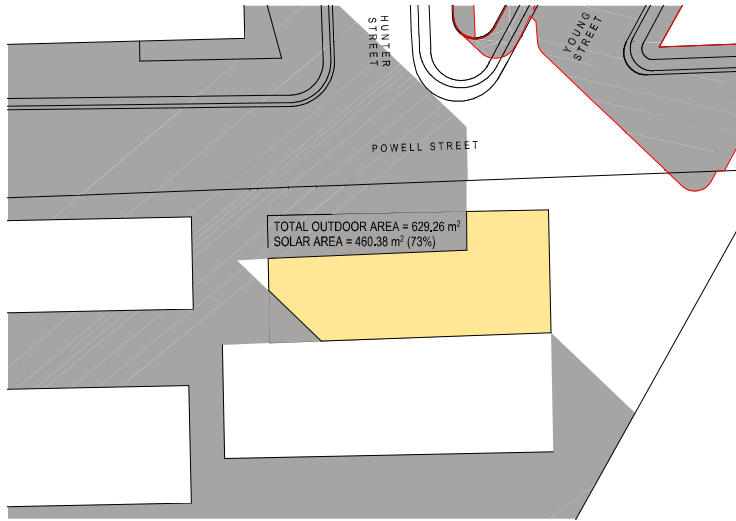 HUNTER
STREET
YOUNG
STREET
POWELL STREET
TOTAL OUTDOOR AREA = 629.26 m²
SOLAR AREA = 460.38 m² (73%)